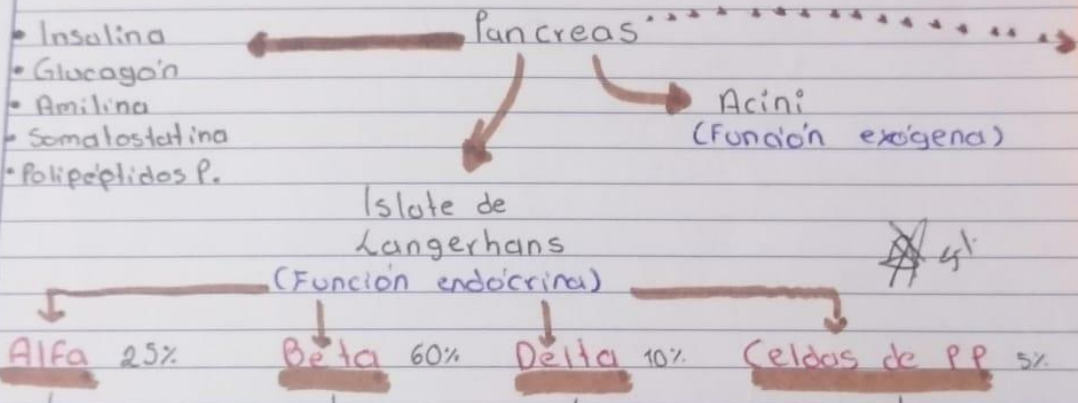 Pancreas
• Insulina
• Glucagón
• Amilina
• Somatostatina
• Polipéptidos P.
Acini
(Función exógena)
Islote de
Langerhans
(Función endócrina)
Alfa 25%
Beta 60%
Delta 10%
Celdas de PP 5%